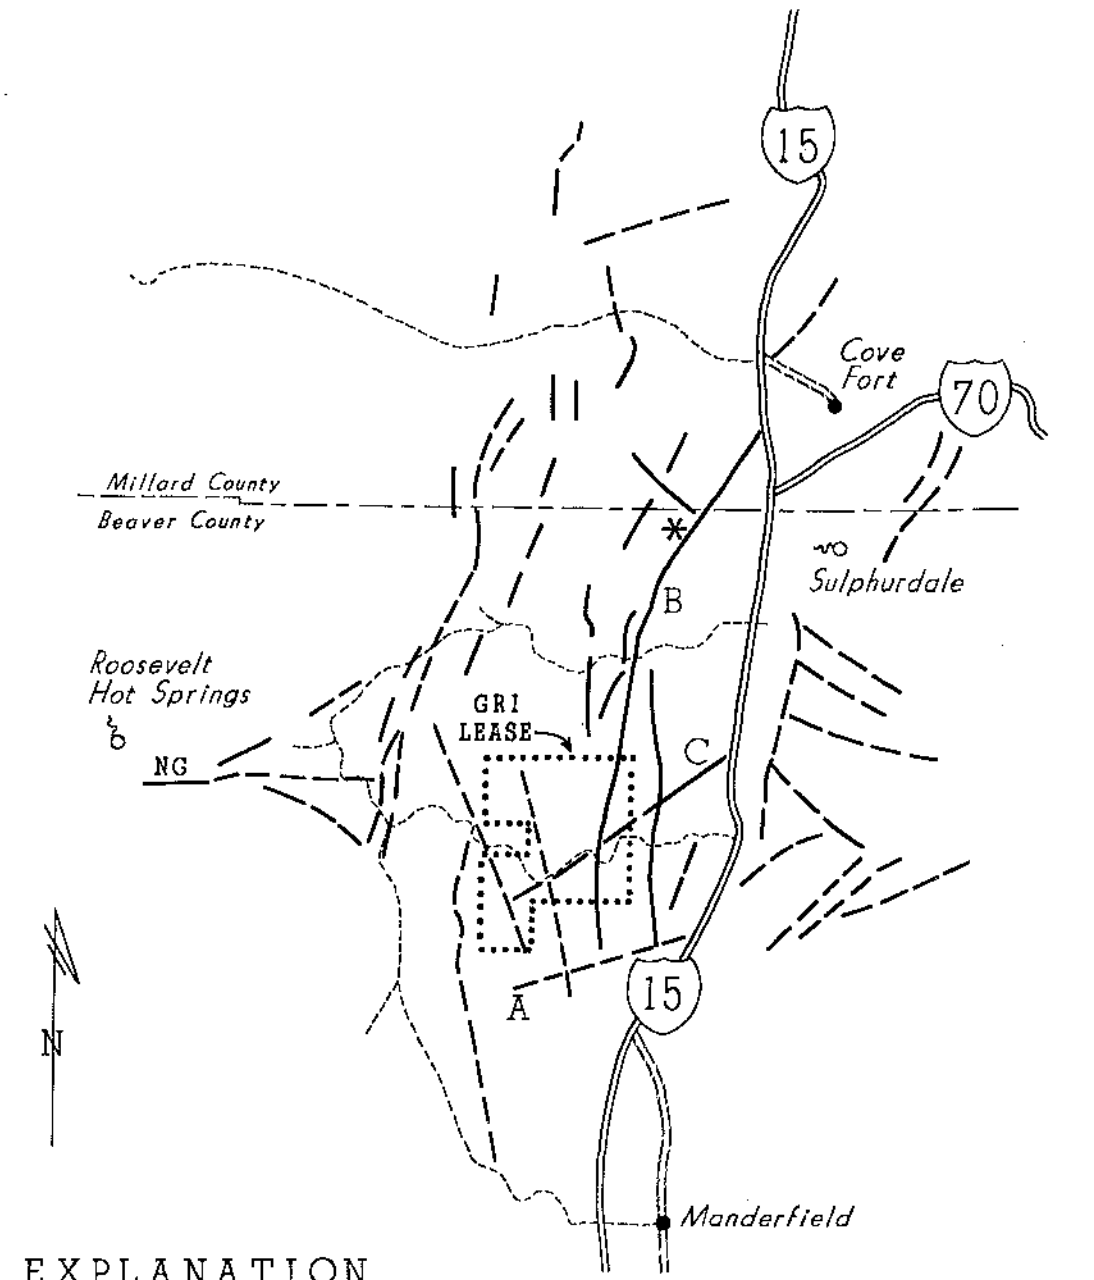 15
Cove
Fort
70
Millard County
Beaver County
Sulphurdale
B
Roosevelt
Hot Springs
GRI
LEASE
C
NG
15
A
N
Manderfield
EXPLANATION